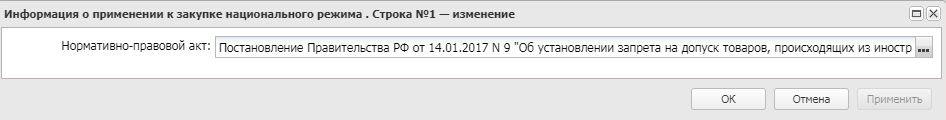 Информация о применении к закупке национального режима . Строка №1 — изменение
Нормативно-правовой акт: Постановление Правительства РФ от 14.01.2017 N 9 "Об установлении запрета на допуск товаров, происходящих из иностр ...
ОК Отмена Применить